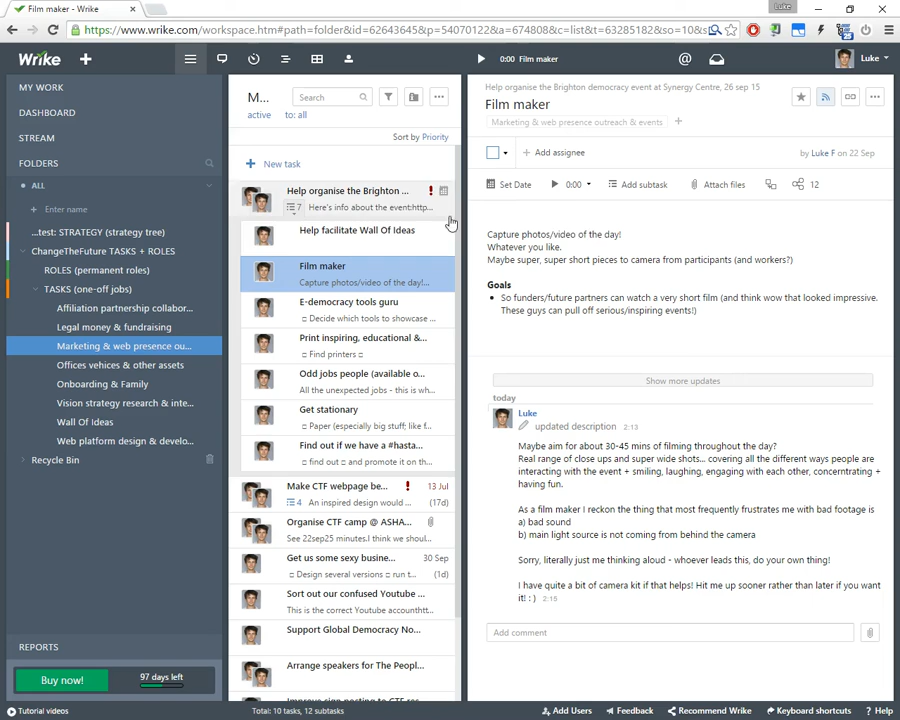 Film maker - Wrike
Luke
https://www.wrike.com/workspace.htm#path=folder&id=62643645&p=54070122&a=674808&c=list&t=63285182&so=10&s
25
Wrike
0:00 Film maker
Luke
MY WORK
DASHBOARD
STREAM
FOLDERS
ALL
Enter name
...test: STRATEGY (strategy tree)
ChangeTheFuture TASKS + ROLES
ROLES (permanent roles)
TASKS (one-off jobs)
Affiliation partnership collabor...
Legal money & fundraising
Marketing & web presence ou...
Offices vehices & other assets
Onboarding & Family
Vision strategy research & inte...
Wall Of Ideas
Web platform design & develo...
Recycle Bin
REPORTS
Buy now!
97 days left
Tutorial videos
M...
Search
active
to: all
Sort by Priority
New task
Help organise the Brighton ...
7 Here's info about the event:http...
Help facilitate Wall Of Ideas
Film maker
Capture photos/video of the day!...
E-democracy tools guru
□ Decide which tools to showcase ...
Print inspiring, educational &...
□ Find printers □
Odd jobs people (available o...
All the unexpected jobs - this is wh...
Get stationary
□ Paper (especially big stuff; like f...
Find out if we have a #hasta...
□ find out □ and promote it on th...
Make CTF webpage be... 13 Jul
4 An inspired design would ... (17d)
Organise CTF camp @ ASHA...
See 22sep25 minutes.I think we shou...
Get us some sexy busine... 30 Sep
□ Design several versions □ run t... (1d)
Sort out our confused Youtube ...
This is the correct Youtube accounthtt...
Support Global Democracy No...
Arrange speakers for The Peopl...
Total: 10 tasks, 12 subtasks
Help organise the Brighton democracy event at Synergy Centre, 26 sep 15
Film maker
Marketing & web presence outreach & events
Add assignee
by Luke F on 22 Sep
Set Date
0:00
Add subtask
Attach files
12
Capture photos/video of the day!
Whatever you like.
Maybe super, super short pieces to camera from participants (and workers?)
Goals
So funders/future partners can watch a very short film (and think wow that looked impressive.
These guys can pull off serious/inspiring events!)
Show more updates
today
Luke
updated description 2:13
Maybe aim for about 30-45 mins of filming throughout the day?
Real range of close ups and super wide shots... covering all the different ways people are
interacting with the event + smiling, laughing, engaging with each other, concerntrating +
having fun.
As a film maker I reckon the thing that most frequently frustrates me with bad footage is
a) bad sound
b) main light source is not coming from behind the camera
Sorry, literally just me thinking aloud - whoever leads this, do your own thing!
I have quite a bit of camera kit if that helps! Hit me up sooner rather than later if you want
it! : ) 2:15
Add comment
Add Users
Feedback
Recommend Wrike
Keyboard shortcuts
Help